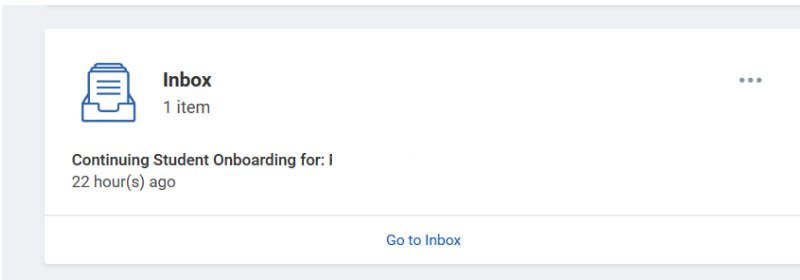 Inbox
1 item
Continuing Student Onboarding for:
22 hour(s) ago
Go to Inbox